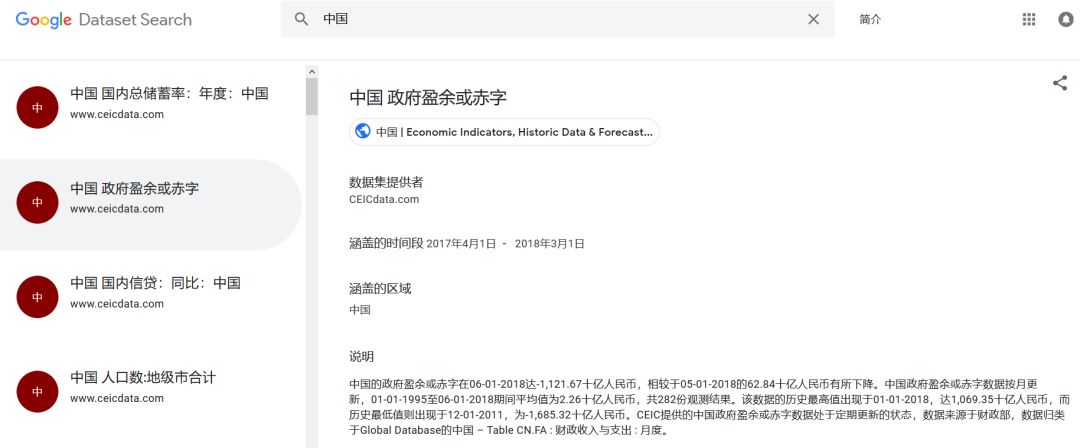 Google Dataset Search
中国
简介
中
中国 国内总储蓄率：年度：中国
www.ceicdata.com
中
中国 政府盈余或赤字
www.ceicdata.com
中
中国 国内信贷：同比：中国
www.ceicdata.com
中
中国 人口数:地级市合计
www.ceicdata.com
中国 政府盈余或赤字
中国 | Economic Indicators, Historic Data & Forecast...
数据集提供者
CEICdata.com
涵盖的时间段 2017年4月1日 - 2018年3月1日
涵盖的区域
中国
说明
中国的政府盈余或赤字在06-01-2018达-1,121.67十亿人民币，相较于05-01-2018的62.84十亿人民币有所下降。中国政府盈余或赤字数据按月更
新，01-01-1995至06-01-2018期间平均值为2.26十亿人民币，共282份观测结果。该数据的历史最高值出现于01-01-2018，达1,069.35十亿人民币，而
历史最低值则出现于12-01-2011，为-1,685.32十亿人民币。CEIC提供的中国政府盈余或赤字数据处于定期更新的状态，数据来源于财政部，数据归类
于Global Database的中国 – Table CN.FA : 财政收入与支出 : 月度。